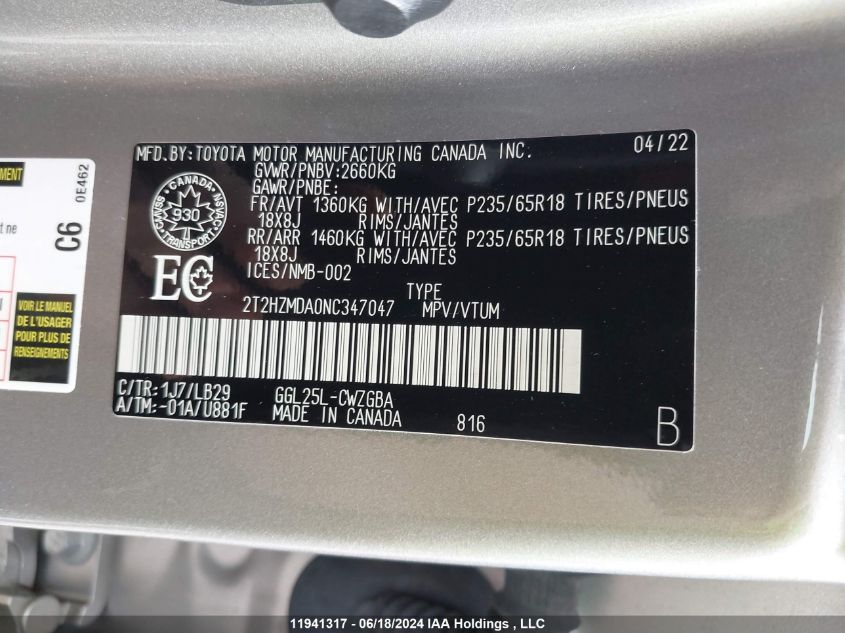 MFD.BY:TOYOTA MOTOR MANUFACTURING CANADA INC. 04/22
GVWR/PNBV:2660KG
GAWR/PNBE:
FR/AVT 1360KG WITH/AVEC P235/65R18 TIRES/PNEUS
18X8J RIMS/JANTES
RR/ARR 1460KG WITH/AVEC P235/65R18 TIRES/PNEUS
18X8J RIMS/JANTES
ICES/NMB-002
CANADA
CMVSS NSVAC
930
TRANSPORT
EC
TYPE
2T2HZMDA0NC347047 MPV/VTUM
C/TR:1J7/LB29 GGL25L-CWZGBA
A/TM:-01A/U881F MADE IN CANADA 816
B
0E462
C6
t ne
VOIR LE MANUEL
DE L'USAGER
POUR PLUS DE
RENSEIGNEMENTS
11941317 - 06/18/2024 IAA Holdings , LLC